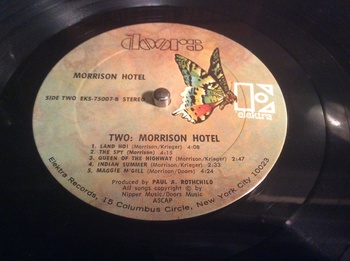 DOORS
MORRISON HOTEL
SIDE TWO EKS-75007-B STEREO
elektra
TWO: MORRISON HOTEL
1. LAND HO! (Morrison/Krieger) 4:08
2. THE SPY (Morrison) 4:15
3. QUEEN OF THE HIGHWAY (Morrison/Krieger) 2:47
4. INDIAN SUMMER (Morrison/Krieger) 2:33
5. MAGGIE M'GILL (Morrison/Doors) 4:24
Produced by PAUL A. ROTHCHILD
All songs copyright © by
Nipper Music/Doors Music
ASCAP
Elektra Records, 15 Columbus Circle, New York City 10023